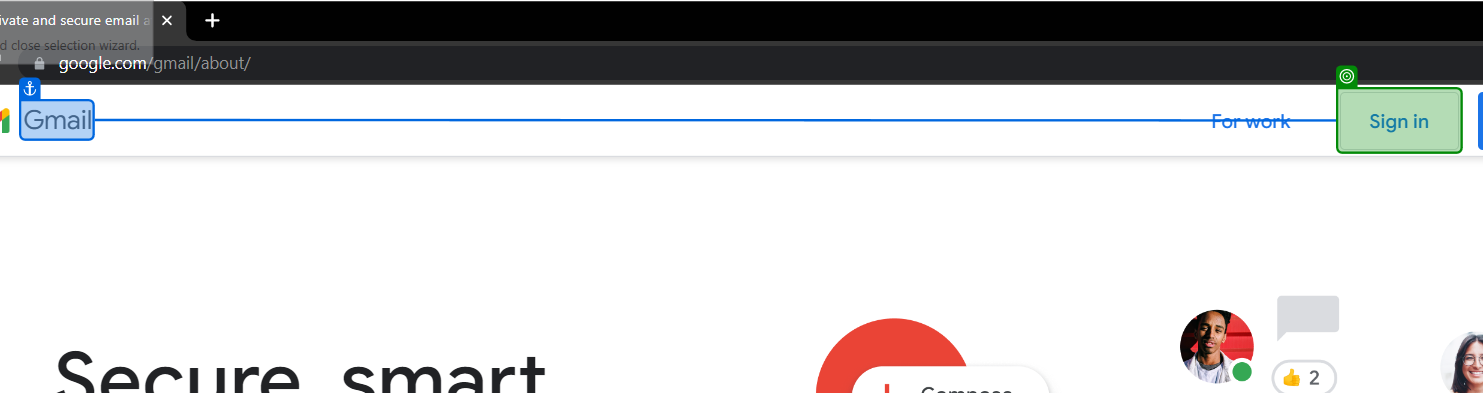 ivate and secure email a
d close selection wizard.
google.com/gmail/about/
Gmail
For work
Sign in
Secure, smart,
Compose
👍 2